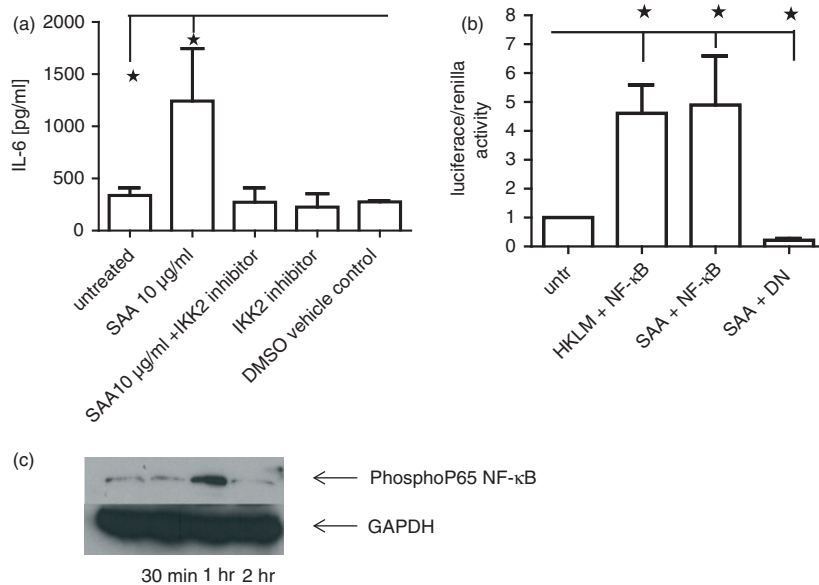 (a)
IL-6 [pg/ml]
2000
1500
1000
500
0
untreated
SAA 10 µg/ml
SAA10 µg/ml +IKK2 inhibitor
IKK2 inhibitor
DMSO vehicle control
(b)
luciferace/renilla
activity
8
7
6
5
4
3
2
1
0
untr
HKLM + NF-κB
SAA + NF-κB
SAA + DN
(c)
PhosphoP65 NF-κB
GAPDH
30 min 1 hr 2 hr